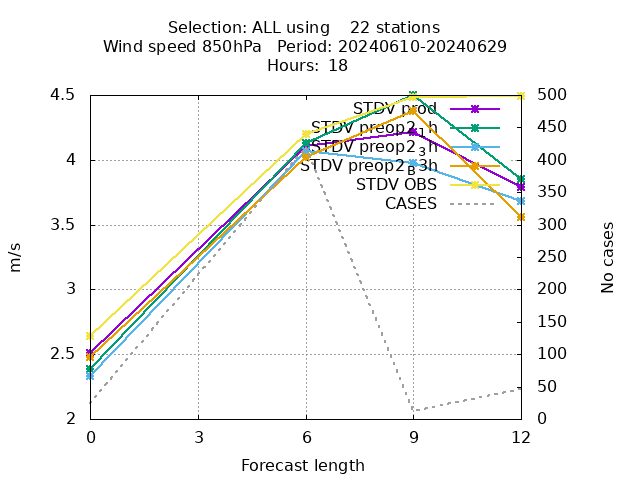 Selection: ALL using    22 stations
Wind speed 850hPa   Period: 20240610-20240629
Hours: 18
4.5
4
3.5
3
2.5
2
m/s
500
450
400
350
300
250
200
150
100
50
0
No cases
STDV prod
STDV preop2_1h
STDV preop2_3h
STDV preop2_B3h
STDV OBS
CASES
0 3 6 9 12
Forecast length